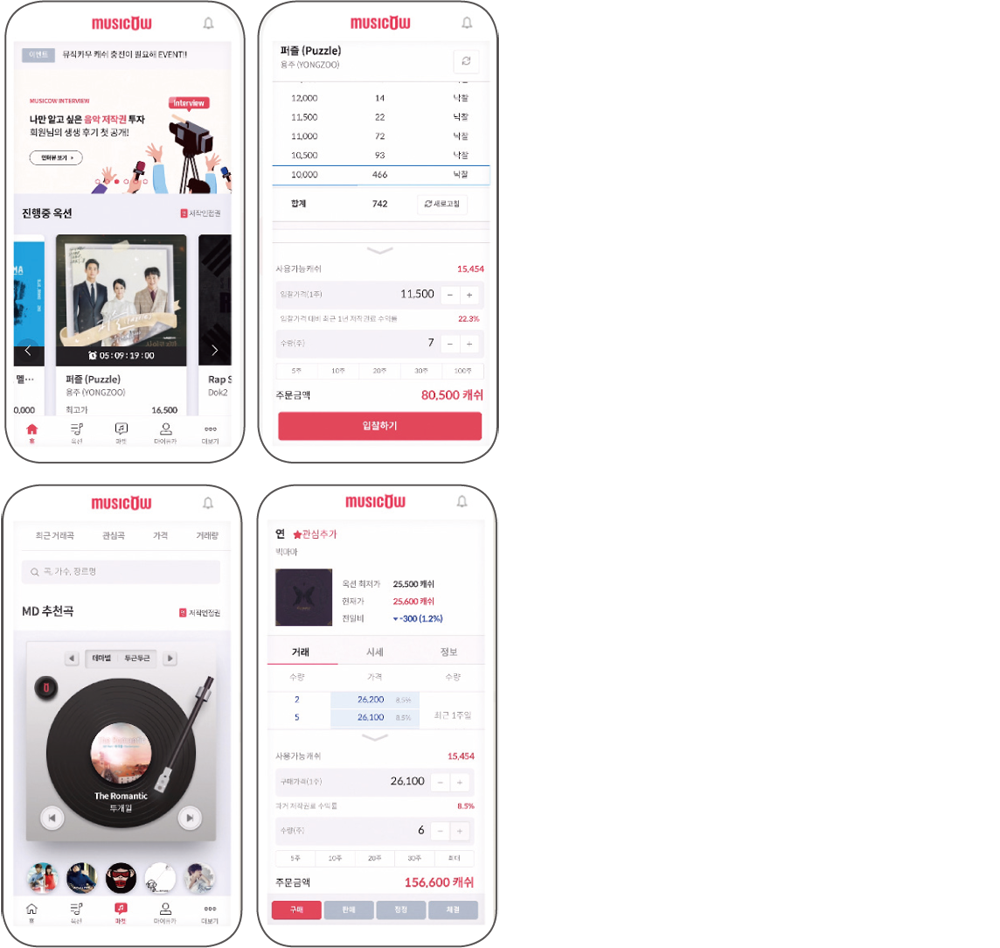 musicow
이벤트 뮤직카우 캐쉬 충전이 필요해 EVENT!!
MUSICOW INTERVIEW
Interview
나만 알고 싶은 음악 저작권 투자
회원님의 생생 후기 첫 공개!
인터뷰 보기
진행중 옥션
저작인접권
05:09:19:00
멜…
퍼즐 (Puzzle)
용주 (YONGZOO)
Rap S
Dok2
0,000
최고가 16,500
홈 옥션 마켓 마이뮤카 더보기
musicow
퍼즐 (Puzzle)
용주 (YONGZOO)
12,000 14 낙찰
11,500 22 낙찰
11,000 72 낙찰
10,500 93 낙찰
10,000 466 낙찰
합계 742 새로고침
사용가능캐쉬 15,454
입찰가격(1주) 11,500 - +
입찰가격 대비 최근 1년 저작권료 수익률 22.3%
수량(주) 7 - +
5주 10주 20주 30주 100주
주문금액 80,500 캐쉬
입찰하기
musicow
최근 거래곡 관심곡 가격 거래량
곡, 가수, 장르명
MD 추천곡
저작인접권
테마별 두근두근
The Romantic
투개월
홈 옥션 마켓 마이뮤카 더보기
musicow
연 ★관심추가
빅마마
옥션 최저가 25,500 캐쉬
현재가 25,600 캐쉬
전일비 ▼-300 (1.2%)
거래 시세 정보
수량 가격 수량
2 26,200 8.5%
5 26,100 8.5%
최근 1주일
사용가능캐쉬 15,454
구매가격(1주) 26,100 - +
과거 저작권료 수익률 8.5%
수량(주) 6 - +
5주 10주 20주 30주 최대
주문금액 156,600 캐쉬
구매 판매 정정 체결